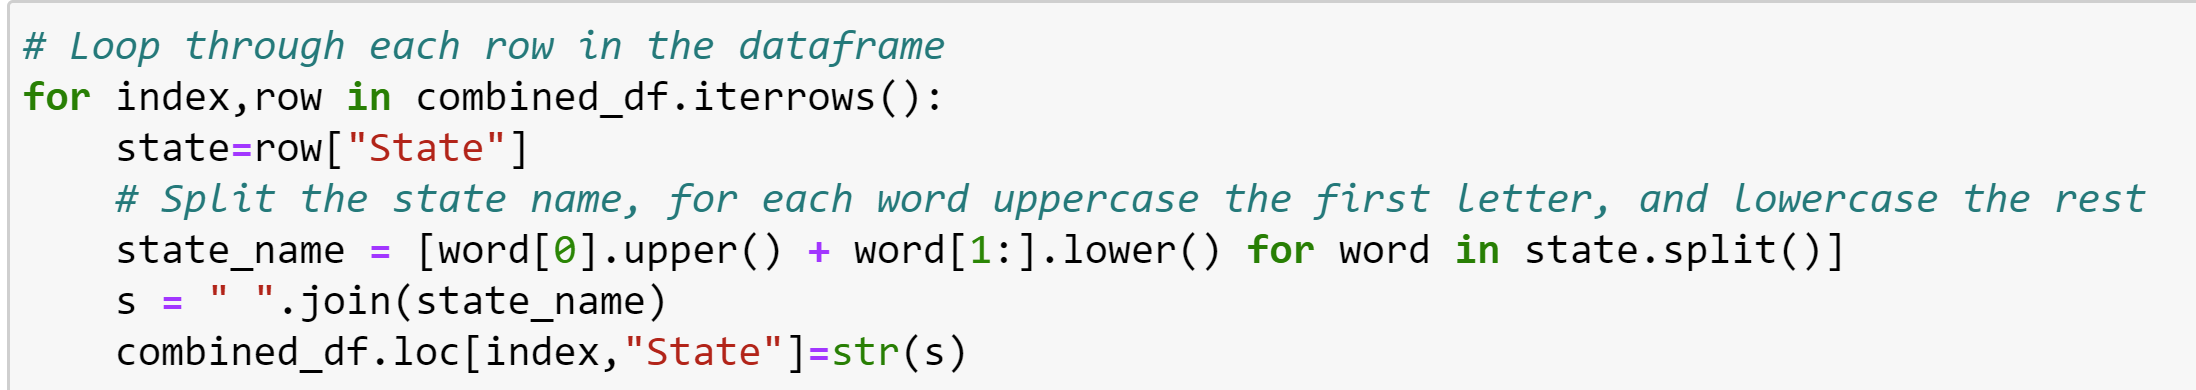 # Loop through each row in the dataframe
for index,row in combined_df.iterrows():
    state=row["State"]
    # Split the state name, for each word uppercase the first letter, and lowercase the rest
    state_name = [word[0].upper() + word[1:].lower() for word in state.split()]
    s = " ".join(state_name)
    combined_df.loc[index,"State"]=str(s)